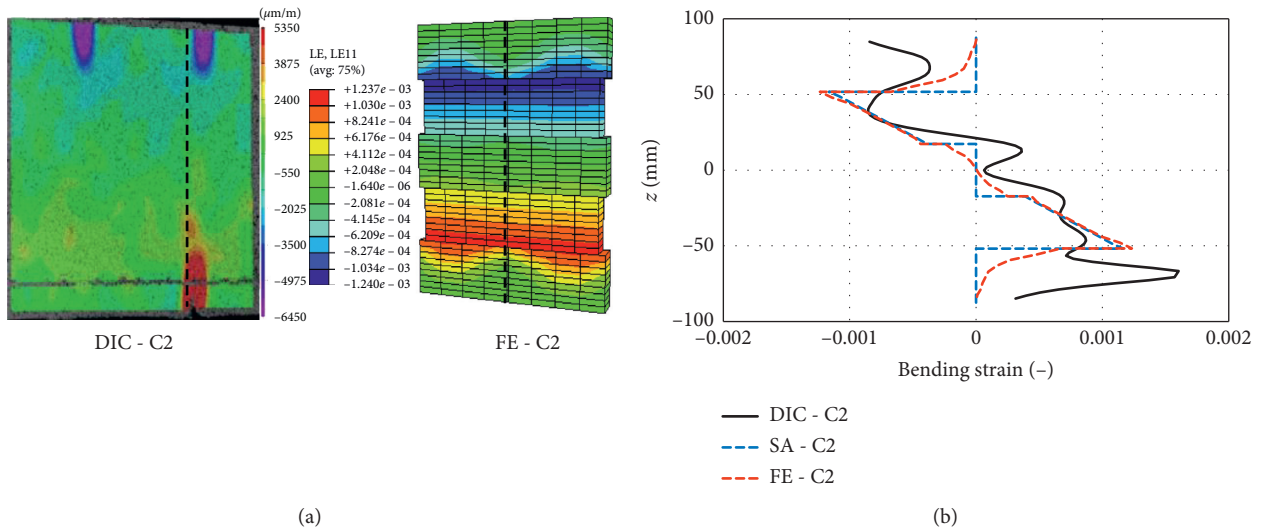 (μm/m)
5350
3875
2400
925
−550
−2025
−3500
−4975
−6450
DIC - C2
LE, LE11
(avg: 75%)
+1.237e − 03
+1.030e − 03
+8.241e − 04
+6.176e − 04
+4.112e − 04
+2.048e − 04
−1.640e − 06
−2.081e − 04
−4.145e − 04
−6.209e − 04
−8.274e − 04
−1.034e − 03
−1.240e − 03
FE - C2
(a)
100
50
0
−50
−100
z (mm)
−0.002
−0.001
0
0.001
0.002
Bending strain (–)
DIC - C2
SA - C2
FE - C2
(b)